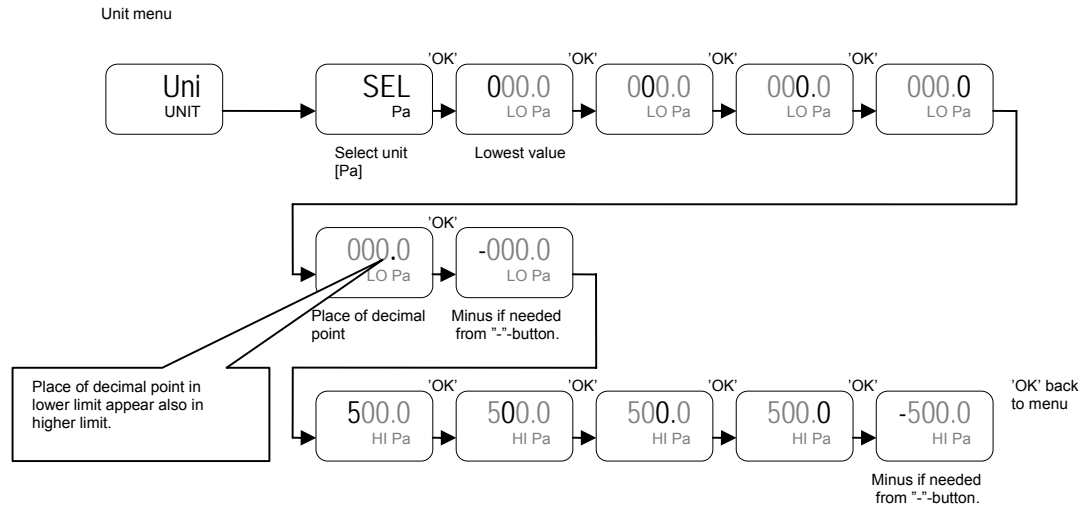 Unit menu
'OK' 'OK' 'OK' 'OK'
Uni SEL 000.0 000.0 000.0 000.0
UNIT Pa LO Pa LO Pa LO Pa LO Pa
Select unit Lowest value
[Pa]
'OK'
000.0 -000.0
LO Pa LO Pa
Place of decimal Minus if needed
point from "-"-button.
Place of decimal point in
lower limit appear also in
higher limit.
'OK' 'OK' 'OK' 'OK' 'OK' back
to menu
500.0 500.0 500.0 500.0 -500.0
HI Pa HI Pa HI Pa HI Pa HI Pa
Minus if needed
from "-"-button.